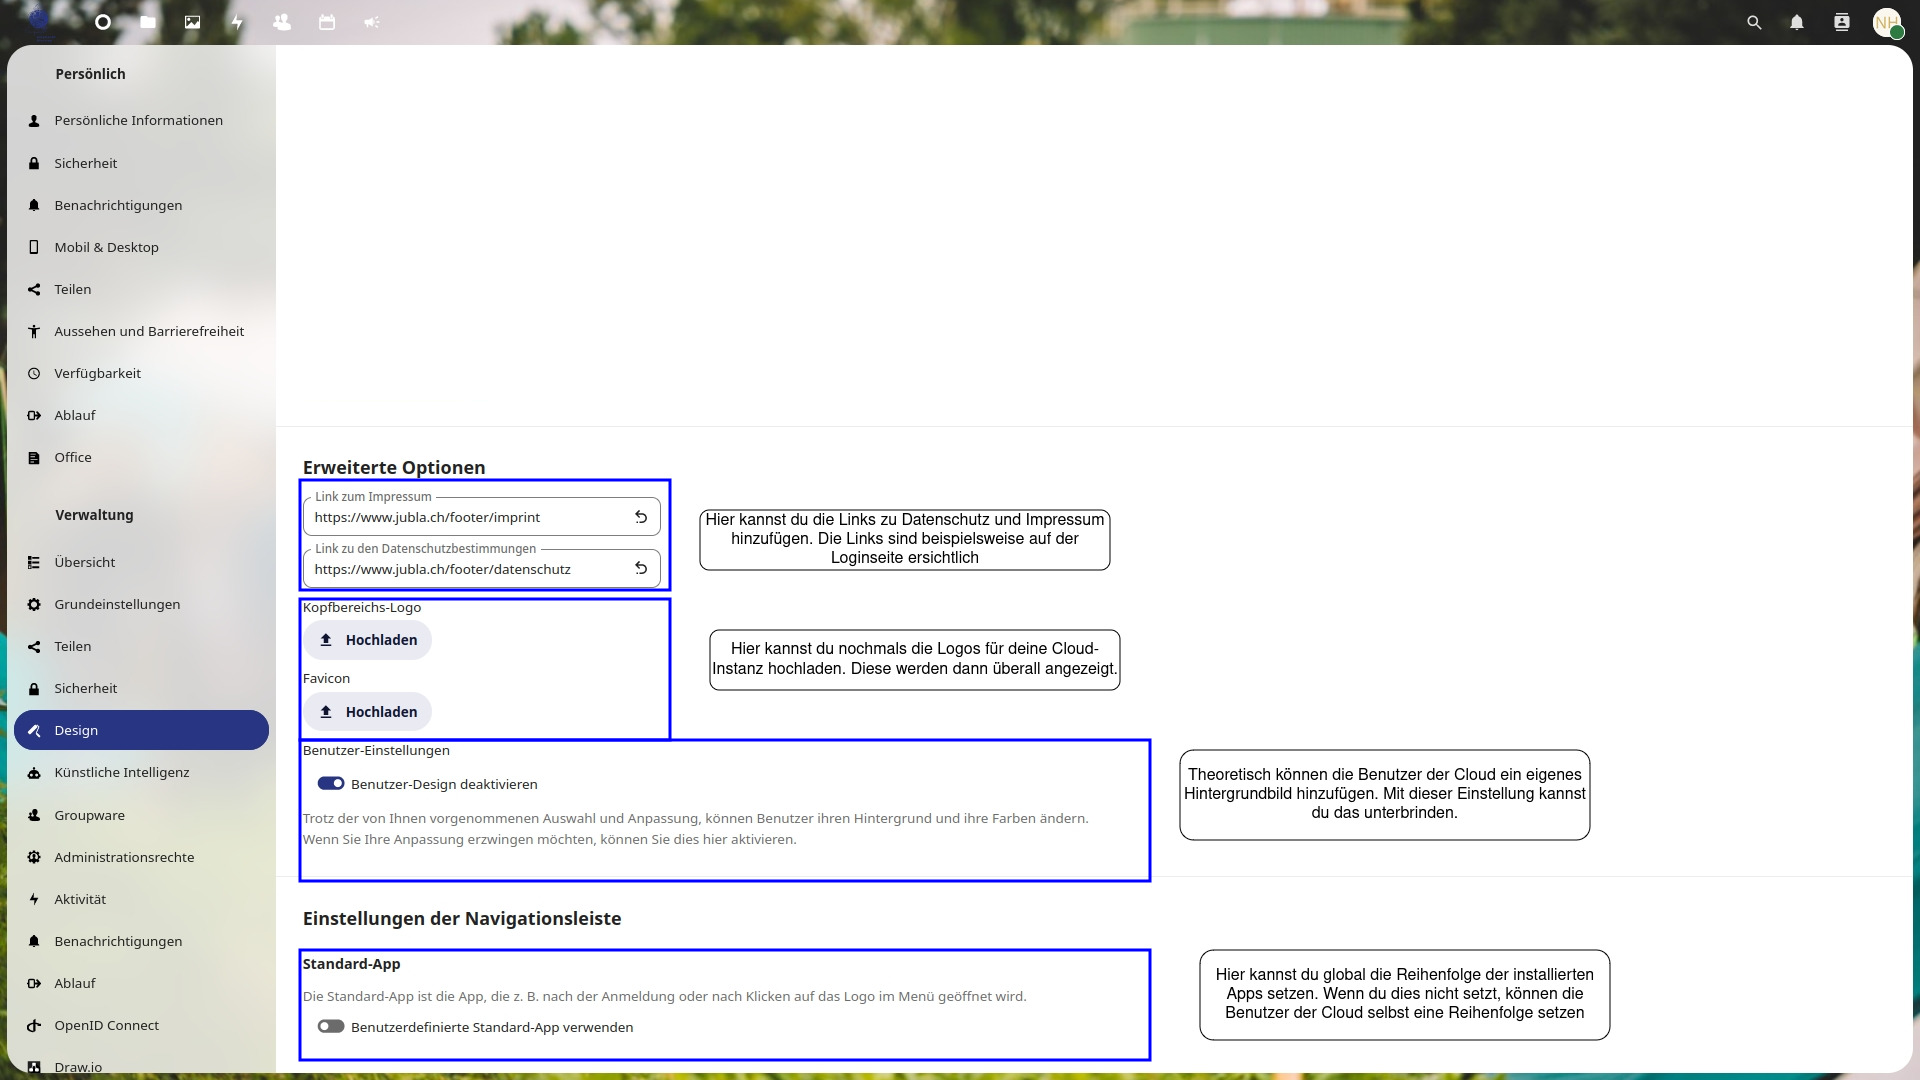 NH
Persönlich
Persönliche Informationen
Sicherheit
Benachrichtigungen
Mobil & Desktop
Teilen
Aussehen und Barrierefreiheit
Verfügbarkeit
Ablauf
Office
Verwaltung
Übersicht
Grundeinstellungen
Teilen
Sicherheit
Design
Künstliche Intelligenz
Groupware
Administrationsrechte
Aktivität
Benachrichtigungen
Ablauf
OpenID Connect
Draw.io
Erweiterte Optionen
Link zum Impressum
https://www.jubla.ch/footer/imprint
Link zu den Datenschutzbestimmungen
https://www.jubla.ch/footer/datenschutz
Hier kannst du die Links zu Datenschutz und Impressum
hinzufügen. Die Links sind beispielsweise auf der
Loginseite ersichtlich
Kopfbereichs-Logo
Hochladen
Favicon
Hochladen
Hier kannst du nochmals die Logos für deine Cloud-
Instanz hochladen. Diese werden dann überall angezeigt.
Benutzer-Einstellungen
Benutzer-Design deaktivieren
Trotz der von Ihnen vorgenommenen Auswahl und Anpassung, können Benutzer ihren Hintergrund und ihre Farben ändern.
Wenn Sie Ihre Anpassung erzwingen möchten, können Sie dies hier aktivieren.
Theoretisch können die Benutzer der Cloud ein eigenes
Hintergrundbild hinzufügen. Mit dieser Einstellung kannst
du das unterbrinden.
Einstellungen der Navigationsleiste
Standard-App
Die Standard-App ist die App, die z. B. nach der Anmeldung oder nach Klicken auf das Logo im Menü geöffnet wird.
Benutzerdefinierte Standard-App verwenden
Hier kannst du global die Reihenfolge der installierten
Apps setzen. Wenn du dies nicht setzt, können die
Benutzer der Cloud selbst eine Reihenfolge setzen